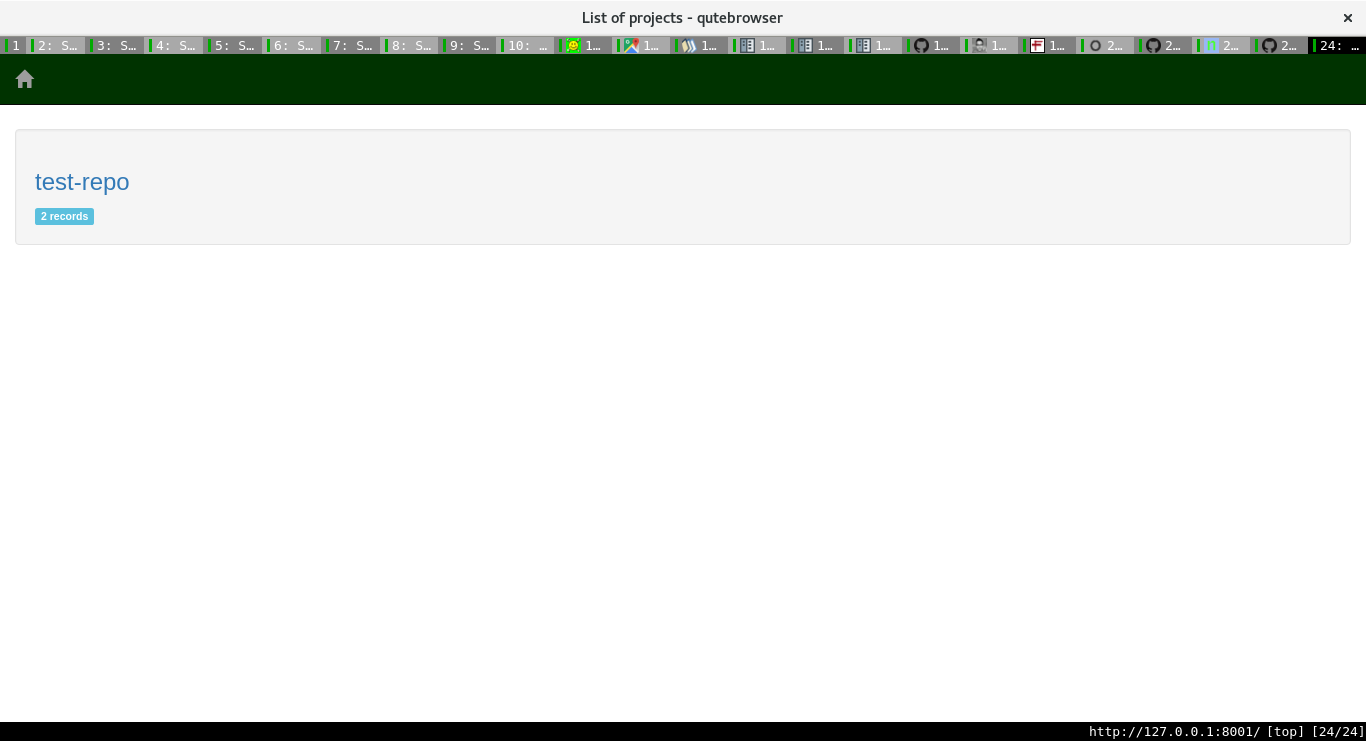 List of projects - qutebrowser ×
1 2: S… 3: S… 4: S… 5: S… 6: S… 7: S… 8: S… 9: S… 10: … 1… 1… 1… 1… 1… 1… 1… 1… 1… 2… 2… 2… 2… 24: …
test-repo
2 records
http://127.0.0.1:8001/ [top] [24/24]